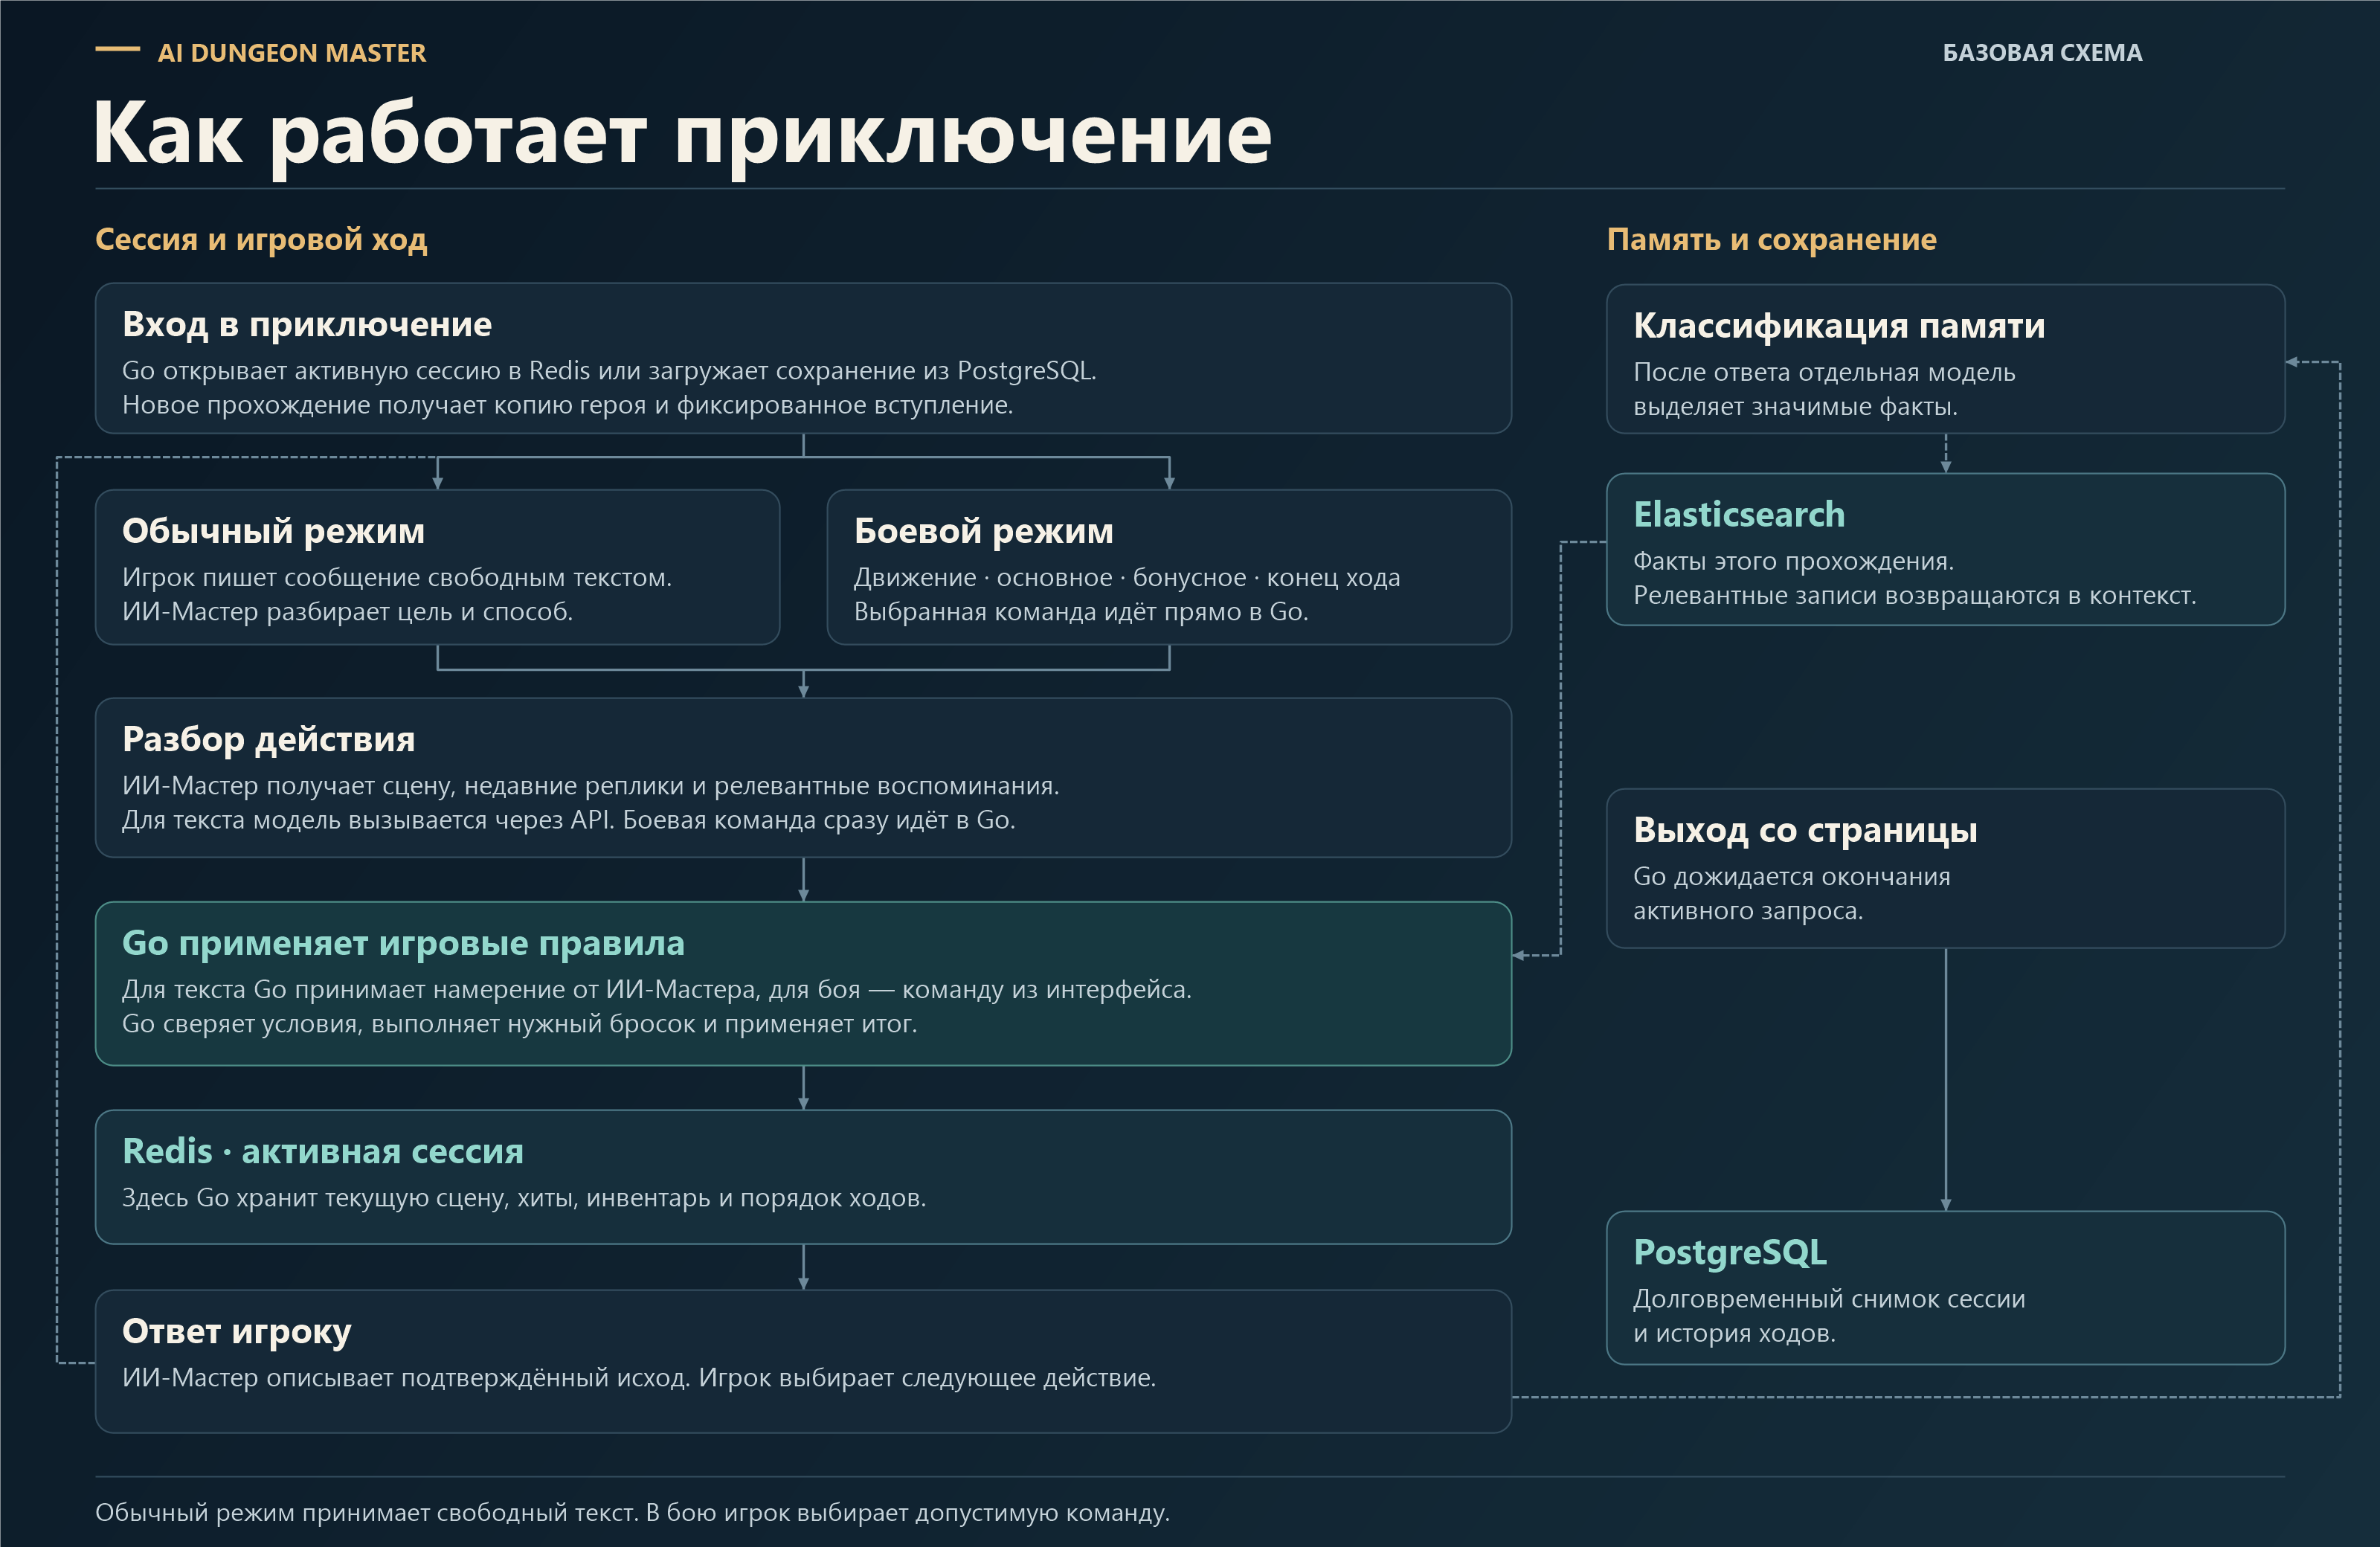 AI DUNGEON MASTER
БАЗОВАЯ СХЕМА
Как работает приключение
Сессия и игровой ход
Вход в приключение
Go открывает активную сессию в Redis или загружает сохранение из PostgreSQL.
Новое прохождение получает копию героя и фиксированное вступление.
Обычный режим
Игрок пишет сообщение свободным текстом.
ИИ-Мастер разбирает цель и способ.
Боевой режим
Движение · основное · бонусное · конец хода
Выбранная команда идёт прямо в Go.
Разбор действия
ИИ-Мастер получает сцену, недавние реплики и релевантные воспоминания.
Для текста модель вызывается через API. Боевая команда сразу идёт в Go.
Go применяет игровые правила
Для текста Go принимает намерение от ИИ-Мастера, для боя — команду из интерфейса.
Go сверяет условия, выполняет нужный бросок и применяет итог.
Redis · активная сессия
Здесь Go хранит текущую сцену, хиты, инвентарь и порядок ходов.
Ответ игроку
ИИ-Мастер описывает подтверждённый исход. Игрок выбирает следующее действие.
Память и сохранение
Классификация памяти
После ответа отдельная модель
выделяет значимые факты.
Elasticsearch
Факты этого прохождения.
Релевантные записи возвращаются в контекст.
Выход со страницы
Go дожидается окончания
активного запроса.
PostgreSQL
Долговременный снимок сессии
и история ходов.
Обычный режим принимает свободный текст. В бою игрок выбирает допустимую команду.